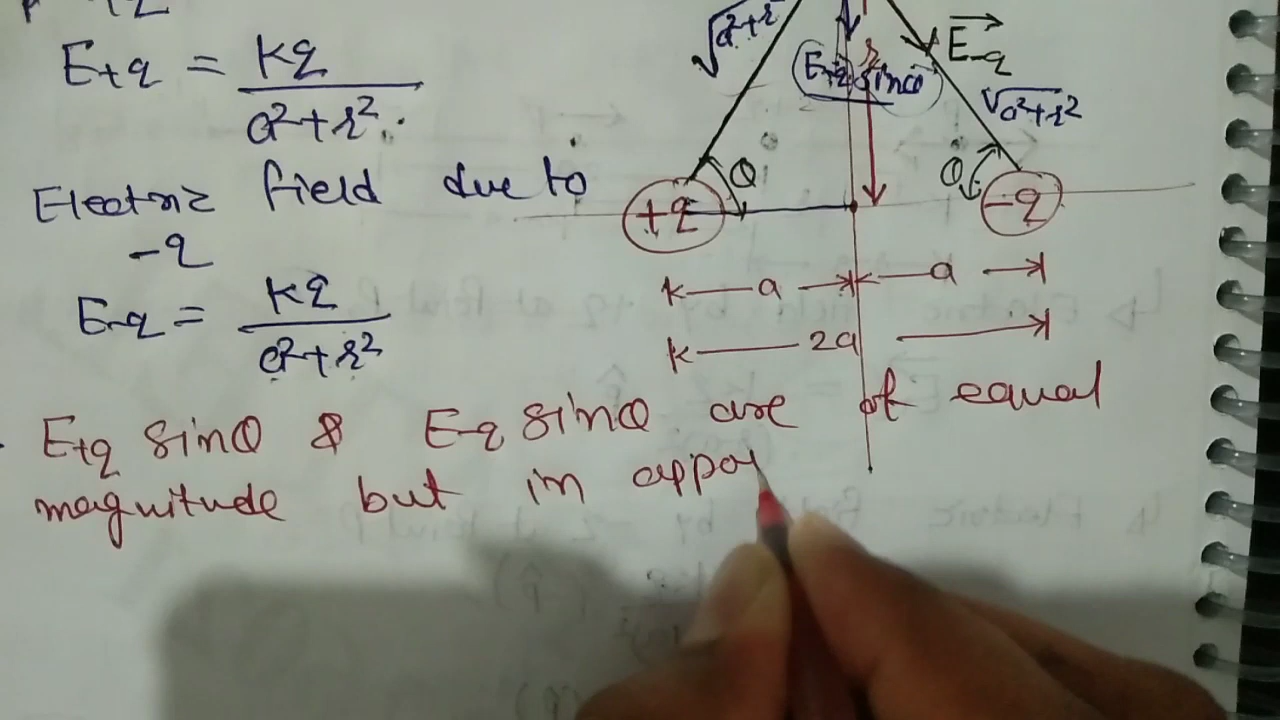 E+q = kq
a²+r²
Electric field due to
-q
E-q = kq
a²+r²
E+q sinθ & E-q sinθ are of equal
magnitude but in oppos
√a²+r²
E-q
√a²+r²
r
E-q sinθ
θ
θ
+q
-q
a
a
2a